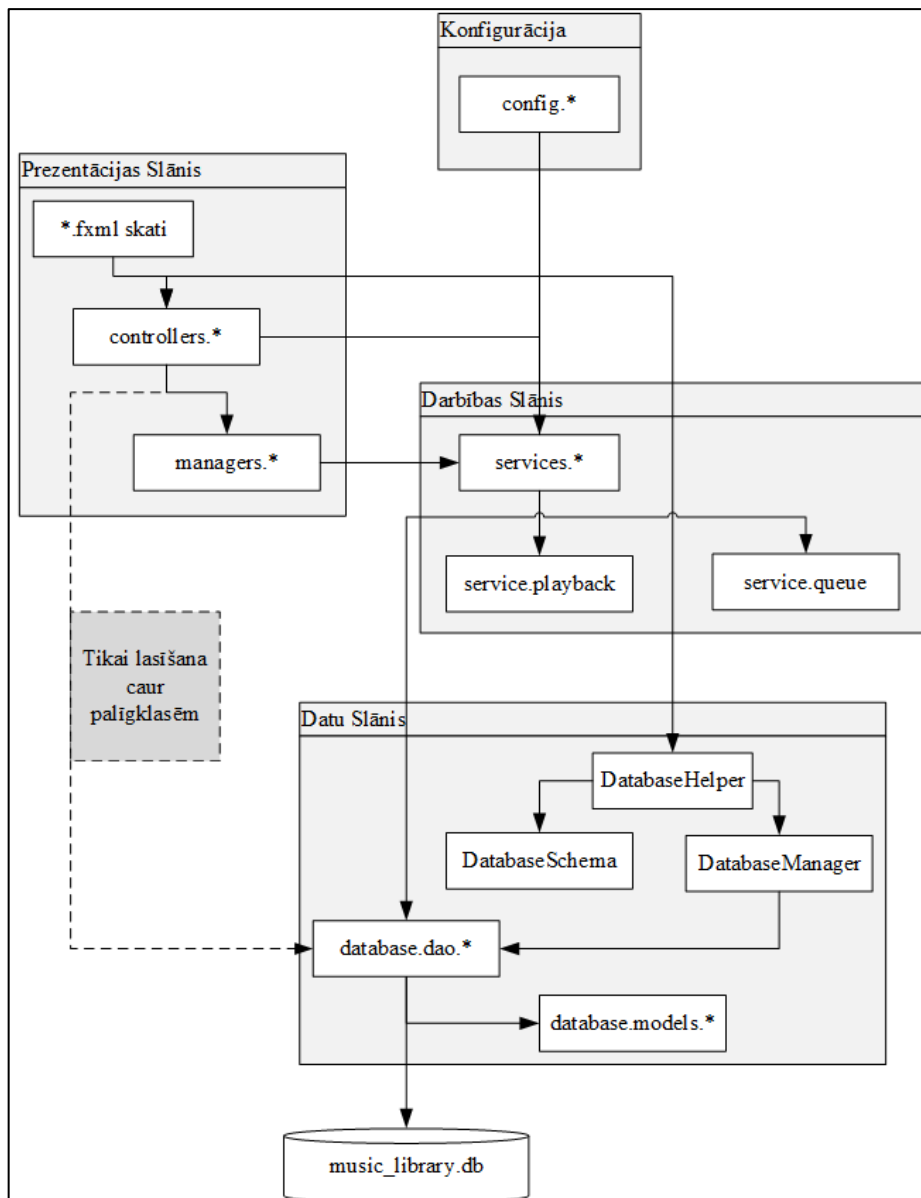 Konfigurācija
config.*
Prezentācijas Slānis
*.fxml skati
controllers.*
managers.*
Darbības Slānis
services.*
service.playback
service.queue
Tikai lasīšana
caur
palīgklasēm
Datu Slānis
DatabaseHelper
DatabaseSchema
DatabaseManager
database.dao.*
database.models.*
music_library.db